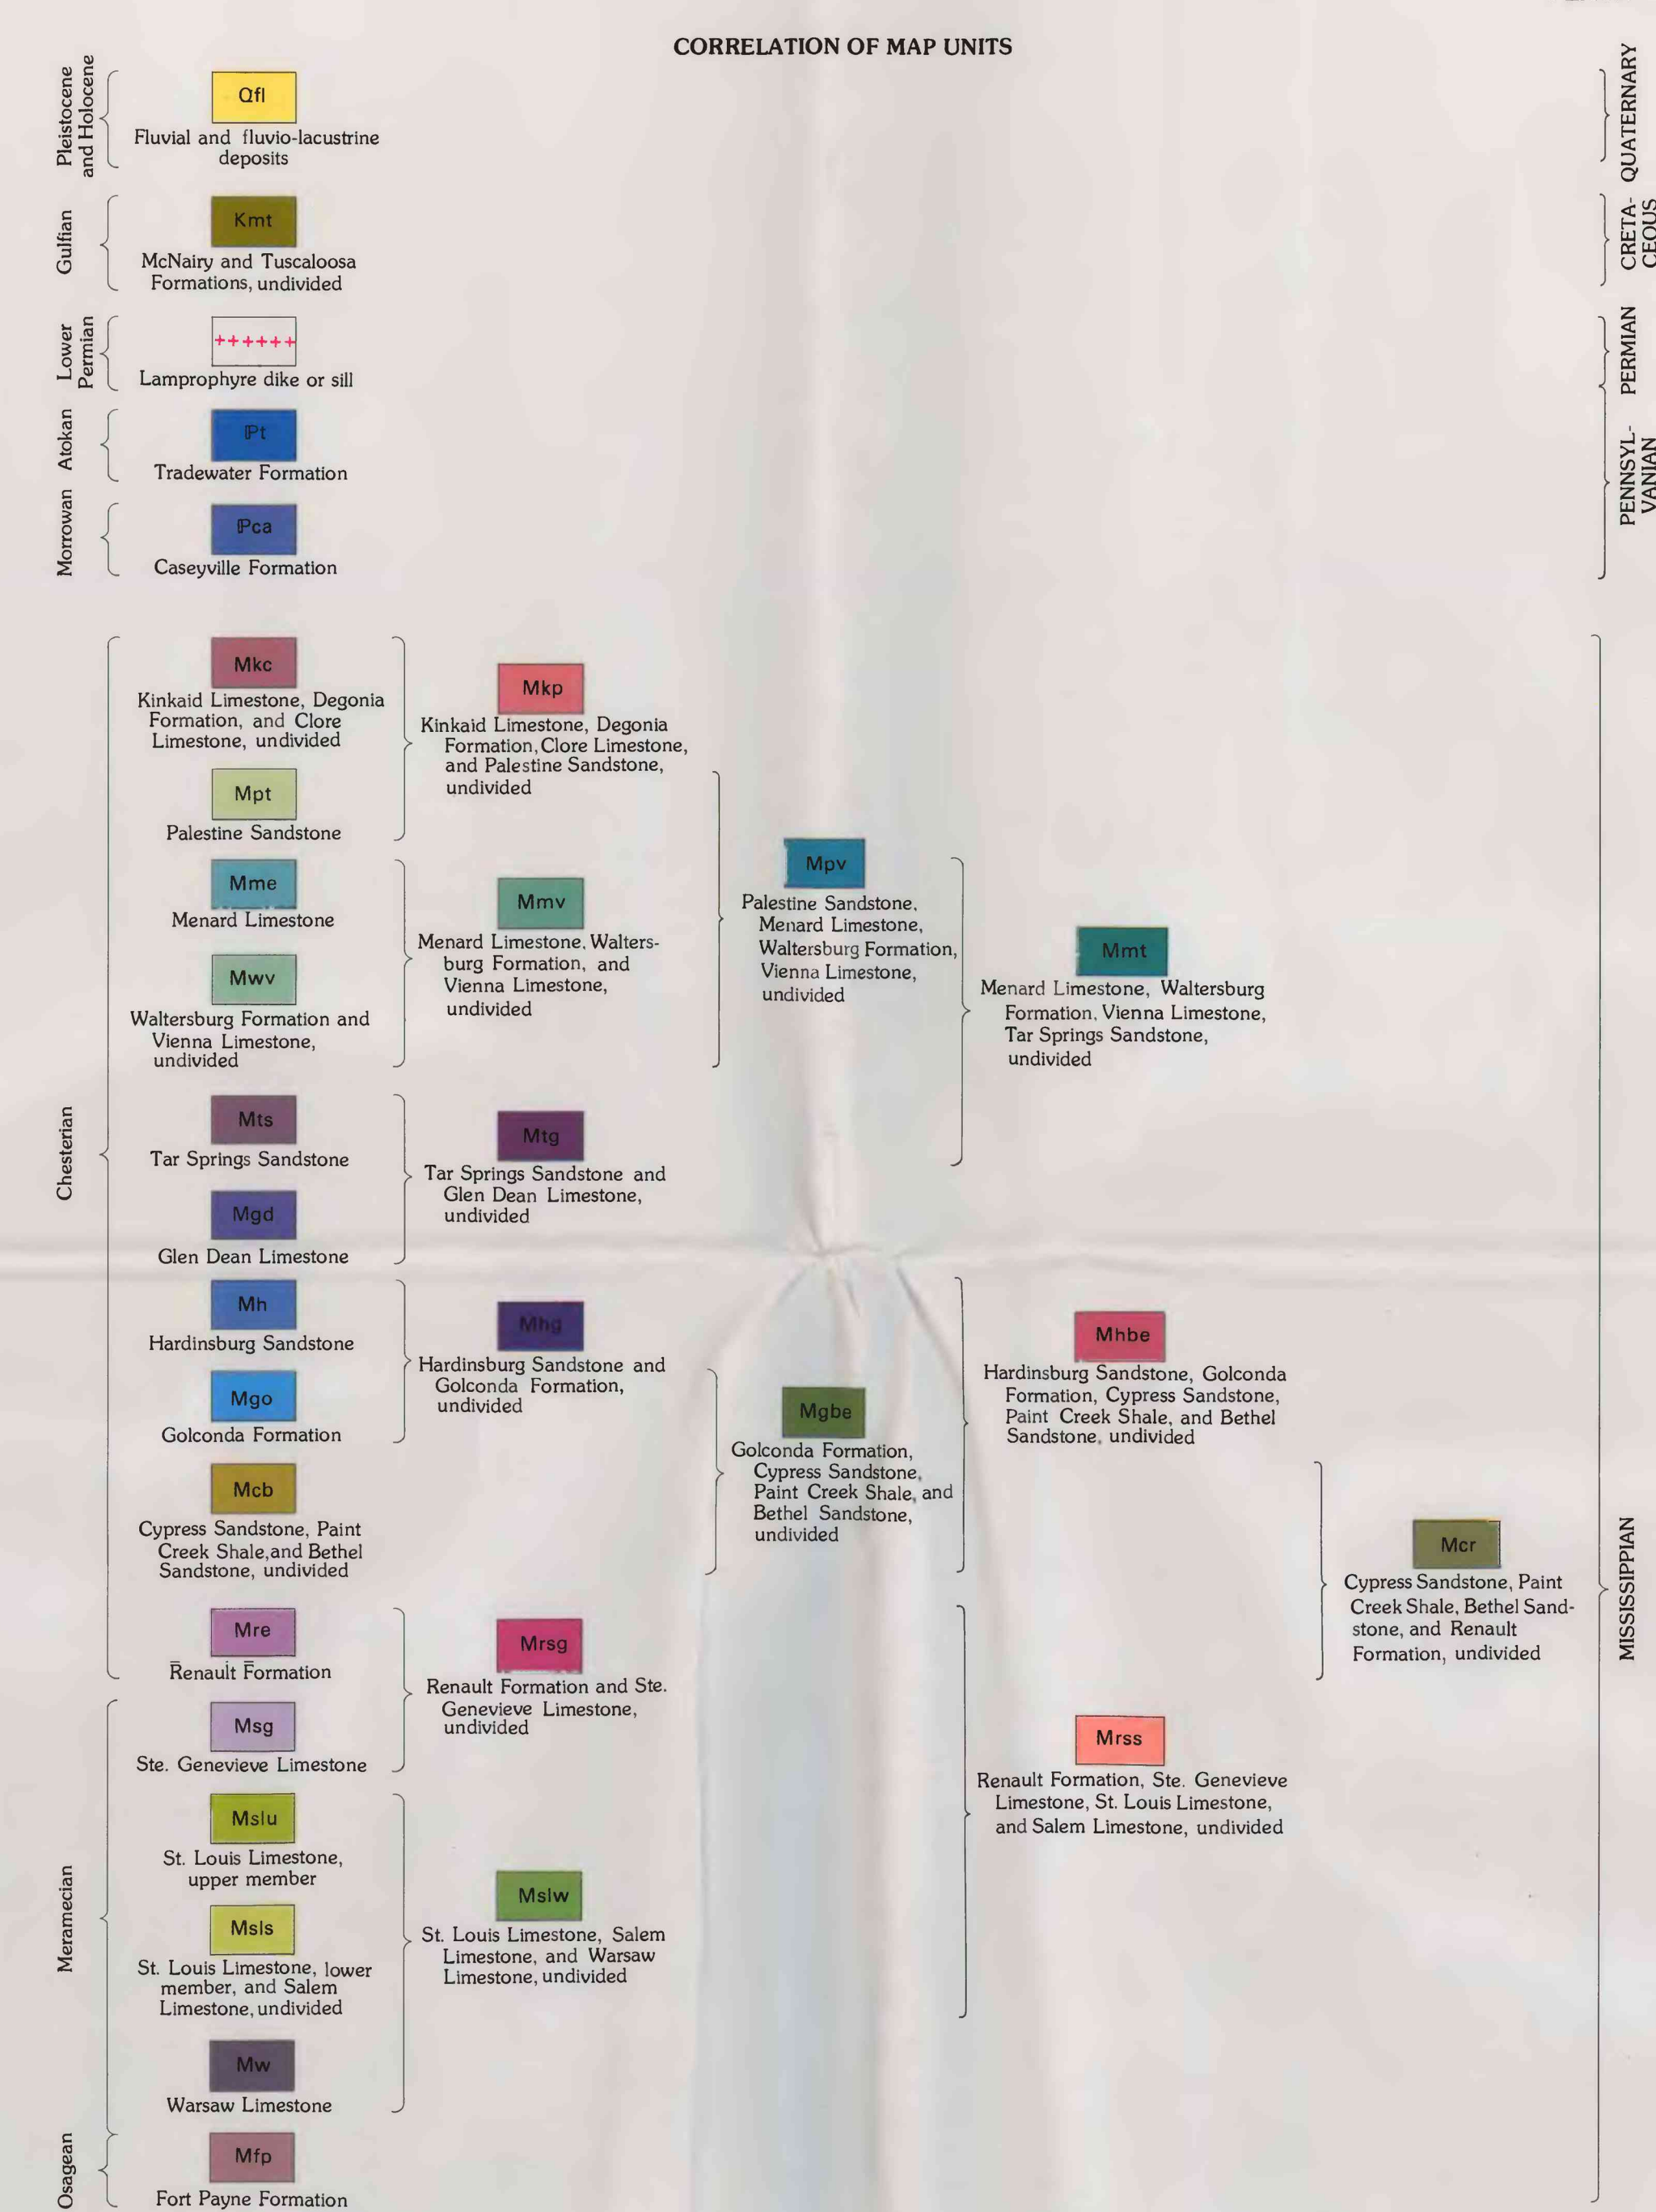 CORRELATION OF MAP UNITS
Pleistocene
and Holocene
Qfl
Fluvial and fluvio-lacustrine
deposits
QUATERNARY
Gulfian
Kmt
McNairy and Tuscaloosa
Formations, undivided
CRETA-
CEOUS
Lower
Permian
++++++
Lamprophyre dike or sill
PERMIAN
Atokan
ℙt
Tradewater Formation
Morrowan
ℙca
Caseyville Formation
PENNSYL-
VANIAN
Chesterian
Mkc
Kinkaid Limestone, Degonia
Formation, and Clore
Limestone, undivided
Mpt
Palestine Sandstone
Mme
Menard Limestone
Mwv
Waltersburg Formation and
Vienna Limestone,
undivided
Mts
Tar Springs Sandstone
Mgd
Glen Dean Limestone
Mh
Hardinsburg Sandstone
Mgo
Golconda Formation
Mcb
Cypress Sandstone, Paint
Creek Shale, and Bethel
Sandstone, undivided
Mre
Renault Formation
Meramecian
Msg
Ste. Genevieve Limestone
Mslu
St. Louis Limestone,
upper member
Msls
St. Louis Limestone, lower
member, and Salem
Limestone, undivided
Mw
Warsaw Limestone
Osagean
Mfp
Fort Payne Formation
Mkp
Kinkaid Limestone, Degonia
Formation, Clore Limestone,
and Palestine Sandstone,
undivided
Mmv
Menard Limestone, Walters-
burg Formation, and
Vienna Limestone,
undivided
Mtg
Tar Springs Sandstone and
Glen Dean Limestone,
undivided
Mhg
Hardinsburg Sandstone and
Golconda Formation,
undivided
Mrsg
Renault Formation and Ste.
Genevieve Limestone,
undivided
Mslw
St. Louis Limestone, Salem
Limestone, and Warsaw
Limestone, undivided
Mpv
Palestine Sandstone,
Menard Limestone,
Waltersburg Formation,
Vienna Limestone,
undivided
Mgbe
Golconda Formation,
Cypress Sandstone,
Paint Creek Shale, and
Bethel Sandstone,
undivided
Mmt
Menard Limestone, Waltersburg
Formation, Vienna Limestone,
Tar Springs Sandstone,
undivided
Mhbe
Hardinsburg Sandstone, Golconda
Formation, Cypress Sandstone,
Paint Creek Shale, and Bethel
Sandstone, undivided
Mrss
Renault Formation, Ste. Genevieve
Limestone, St. Louis Limestone,
and Salem Limestone, undivided
Mcr
Cypress Sandstone, Paint
Creek Shale, Bethel Sand-
stone, and Renault
Formation, undivided
MISSISSIPPIAN